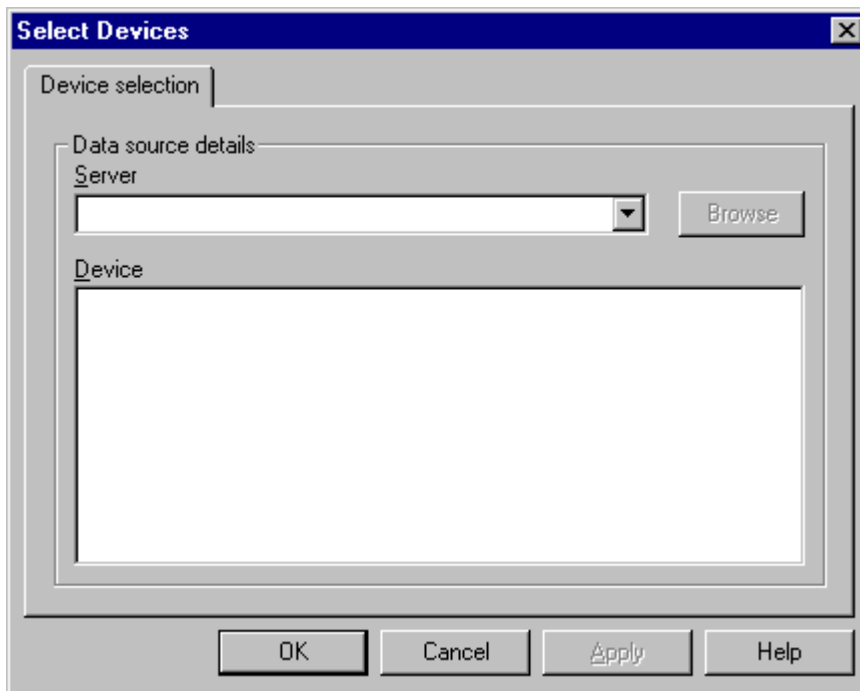 Select Devices
Device selection
Data source details
Server
Browse
Device
OK Cancel Apply Help